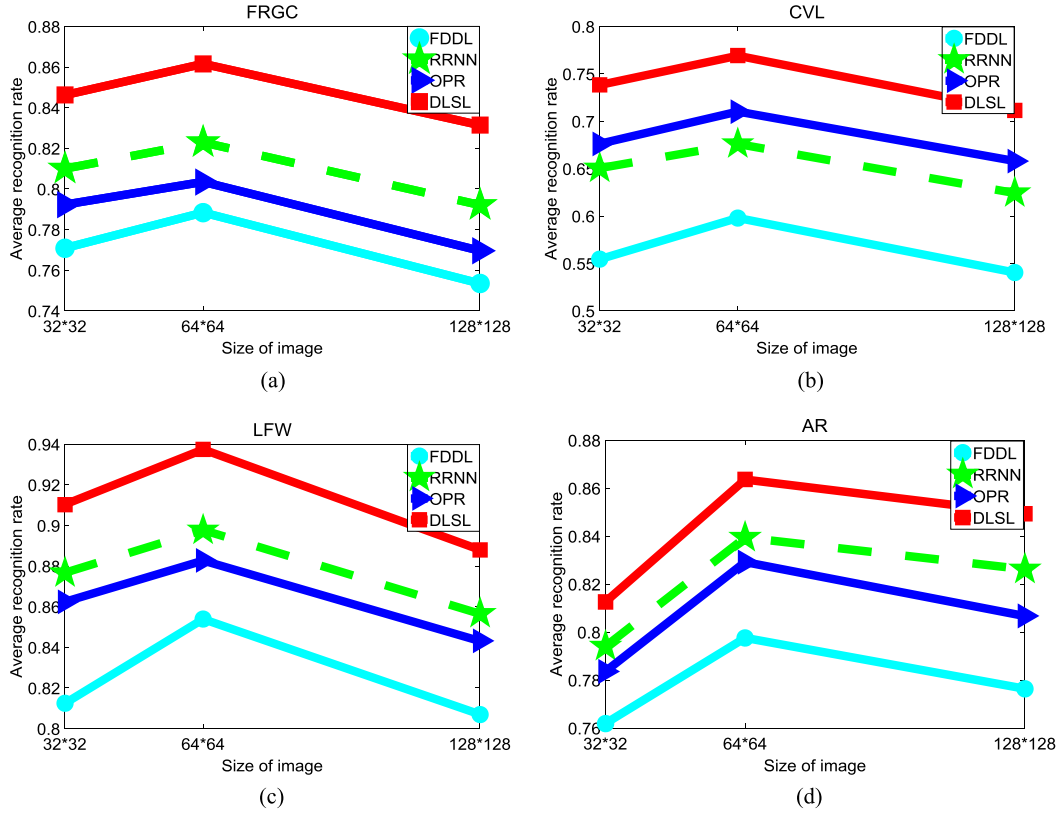 FRGC
0.88
0.86
0.84
0.82
0.8
0.78
0.76
0.74
Average recognition rate
32*32
64*64
128*128
Size of image
FDDL
RRNN
OPR
DLSL
(a)
CVL
0.8
0.75
0.7
0.65
0.6
0.55
0.5
Average recognition rate
32*32
64*64
128*128
Size of image
FDDL
RRNN
OPR
DLSL
(b)
LFW
0.94
0.92
0.9
0.88
0.86
0.84
0.82
0.8
Average recognition rate
32*32
64*64
128*128
Size of image
FDDL
RRNN
OPR
DLSL
(c)
AR
0.88
0.86
0.84
0.82
0.8
0.78
0.76
Average recognition rate
32*32
64*64
128*128
Size of image
FDDL
RRNN
OPR
DLSL
(d)